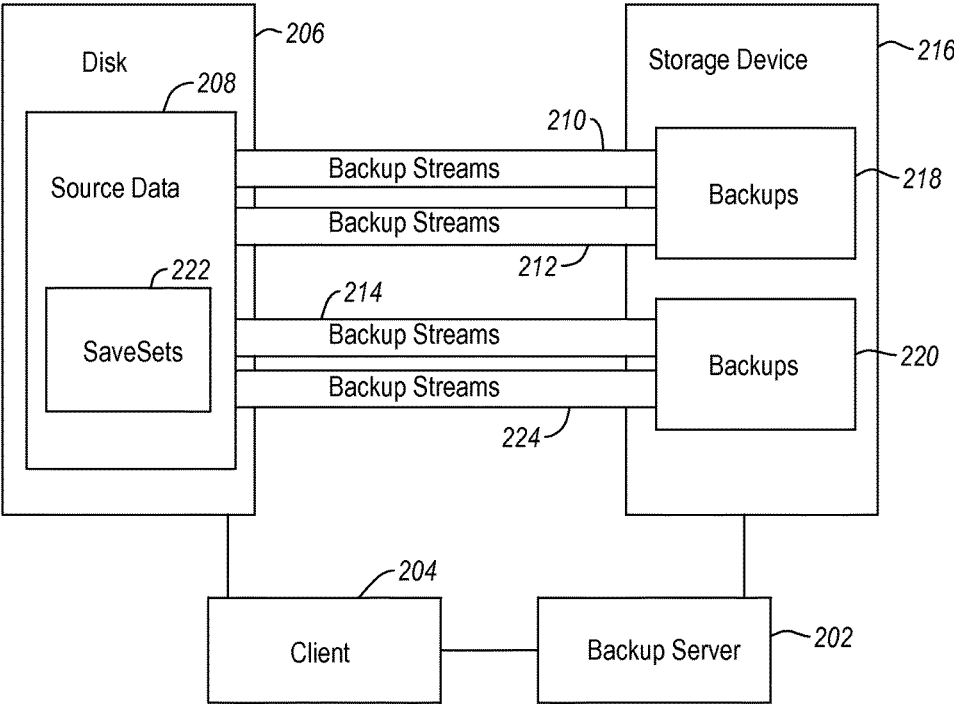 206
216
Disk
Storage Device
208
210
Backup Streams
Source Data
Backups
218
Backup Streams
212
222
214
SaveSets
Backup Streams
Backups
220
Backup Streams
224
204
Client
Backup Server
202